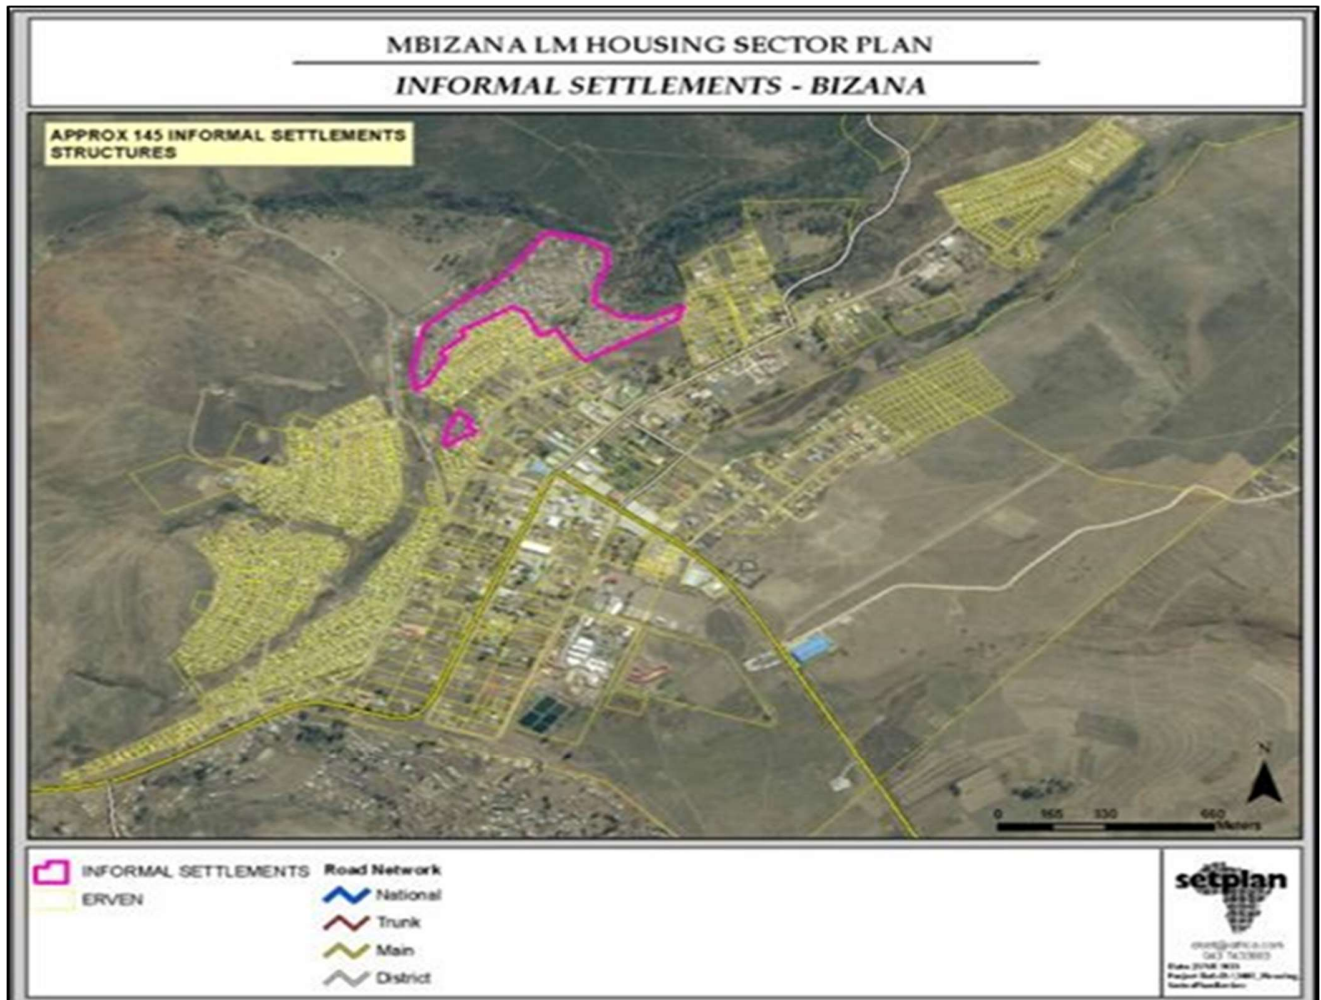 MBIZANA LM HOUSING SECTOR PLAN
INFORMAL SETTLEMENTS - BIZANA
APPROX 145 INFORMAL SETTLEMENTS
STRUCTURES
N
0 165 330 660
Meters
INFORMAL SETTLEMENTS
ERVEN
Road Network
National
Trunk
Main
District
setplan